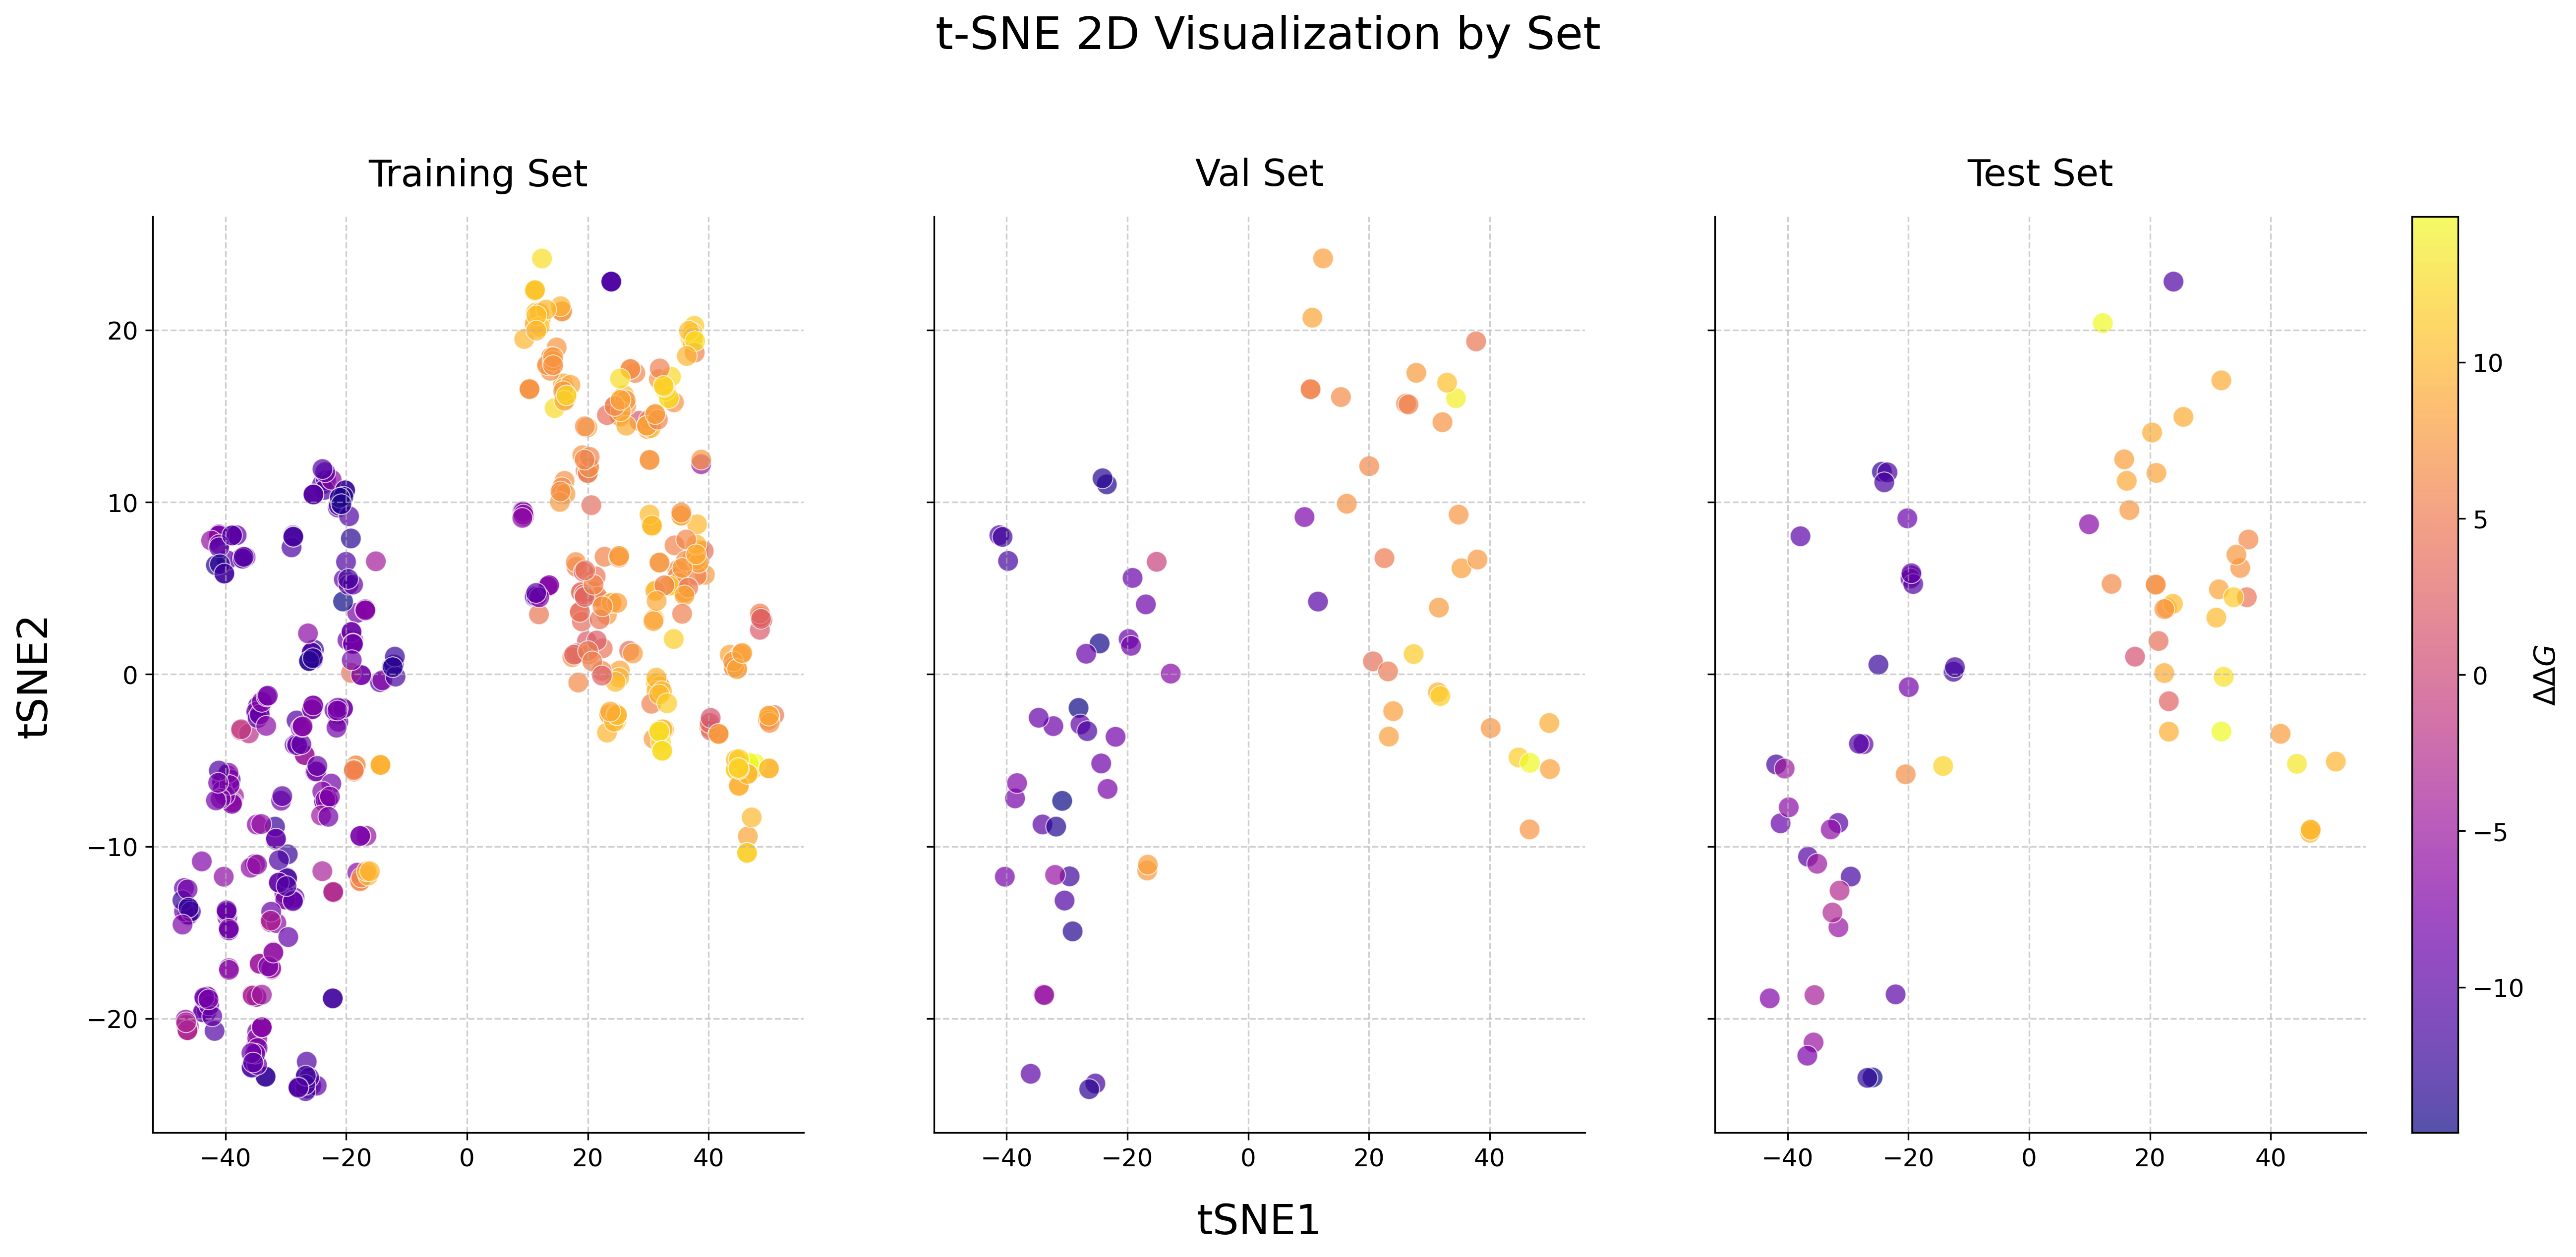 t-SNE 2D Visualization by Set
Training Set
Val Set
Test Set
tSNE2
20
10
0
−10
−20
−40 −20 0 20 40
−40 −20 0 20 40
−40 −20 0 20 40
tSNE1
10
5
0
−5
−10
ΔΔG